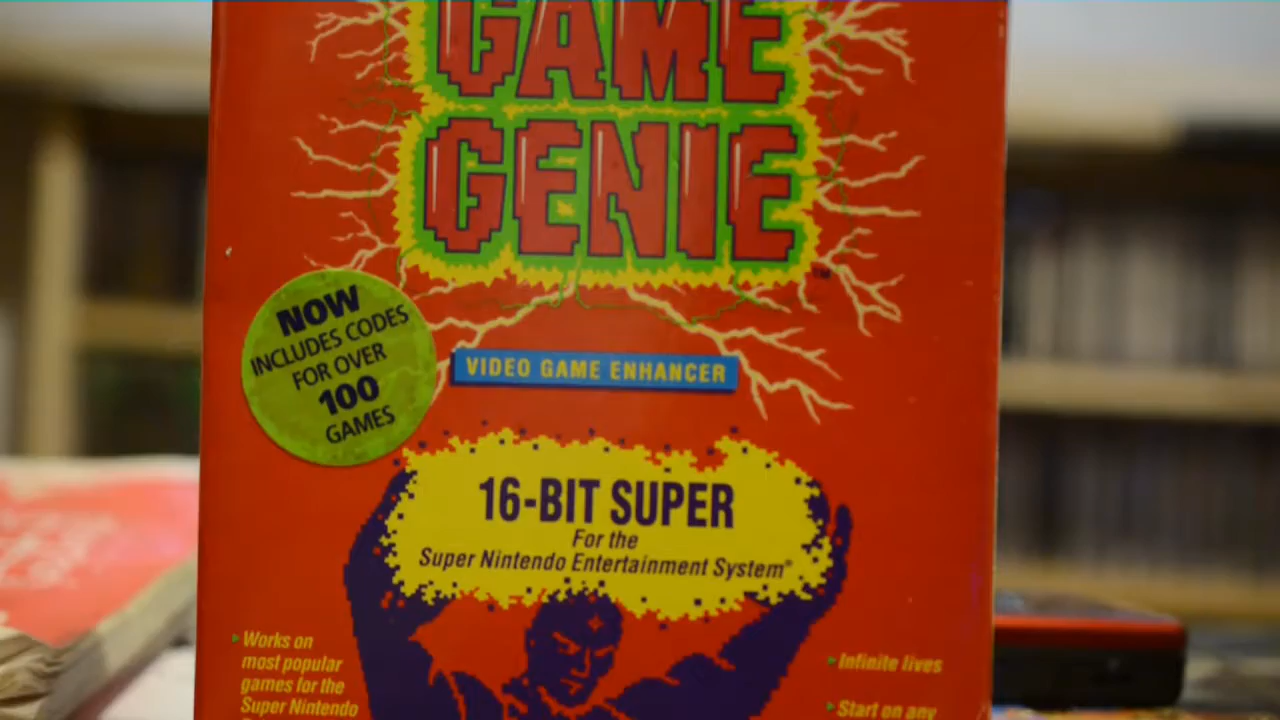 GAME
GENIE
TM
NOW
INCLUDES CODES
FOR OVER
100
GAMES
VIDEO GAME ENHANCER
16-BIT SUPER
For the
Super Nintendo Entertainment System®
Works on
most popular
games for the
Super Nintendo
Infinite lives
Start on any